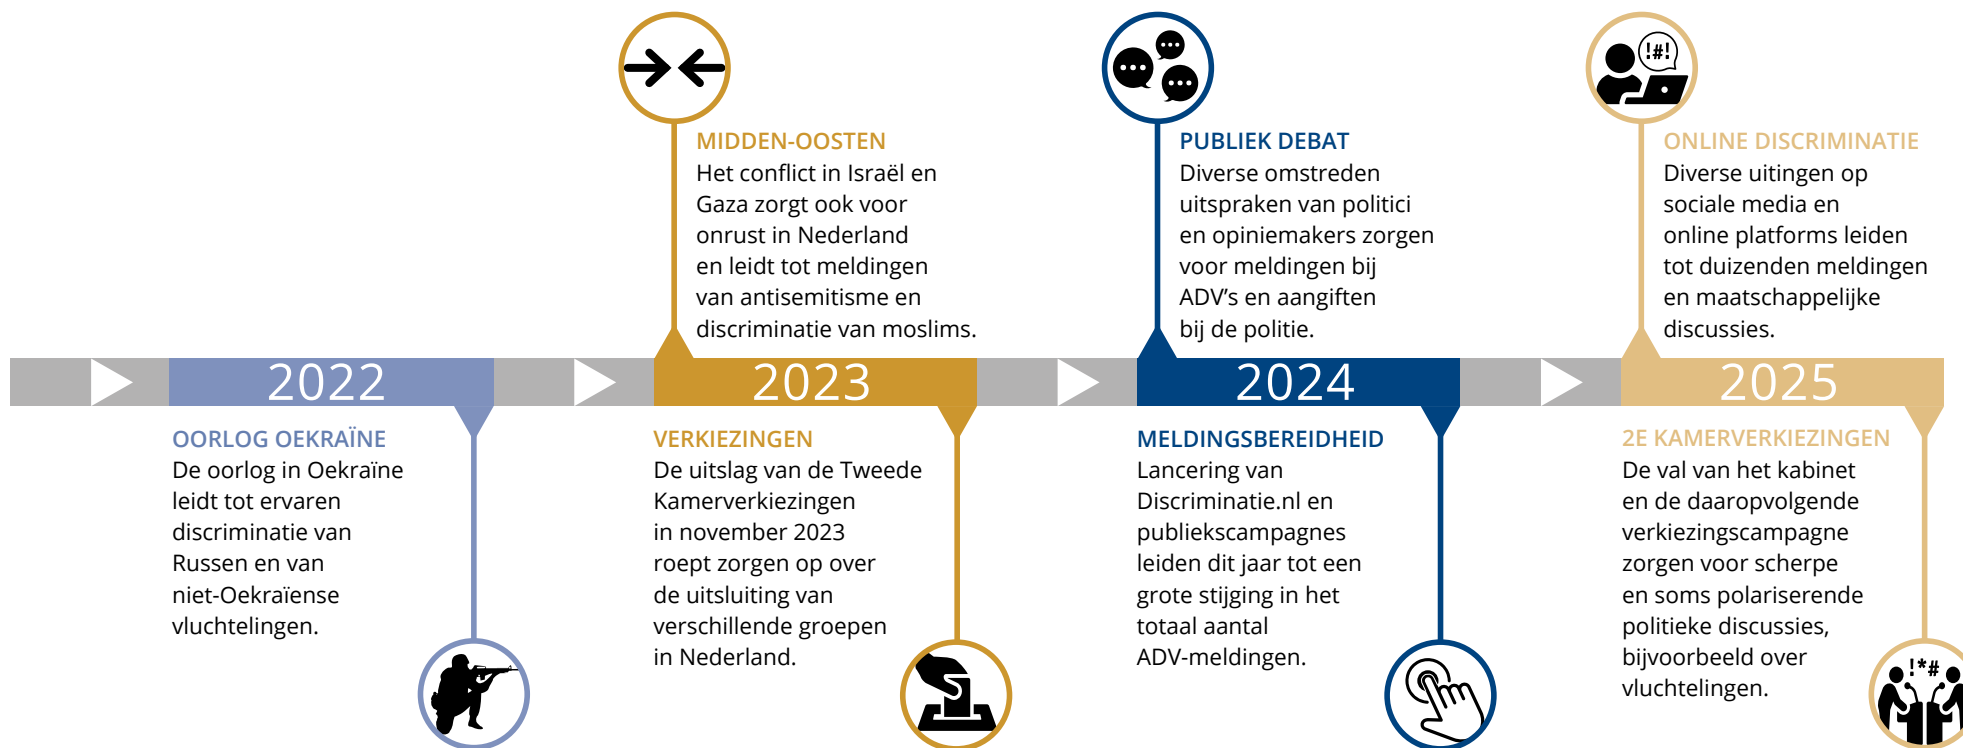 !#!
MIDDEN-OOSTEN
Het conflict in Israël en
Gaza zorgt ook voor
onrust in Nederland
en leidt tot meldingen
van antisemitisme en
discriminatie van moslims.
PUBLIEK DEBAT
Diverse omstreden
uitspraken van politici
en opiniemakers zorgen
voor meldingen bij
ADV’s en aangiften
bij de politie.
ONLINE DISCRIMINATIE
Diverse uitingen op
sociale media en
online platforms leiden
tot duizenden meldingen
en maatschappelijke
discussies.
2022
2023
2024
2025
OORLOG OEKRAÏNE
De oorlog in Oekraïne
leidt tot ervaren
discriminatie van
Russen en van
niet-Oekraïense
vluchtelingen.
VERKIEZINGEN
De uitslag van de Tweede
Kamerverkiezingen
in november 2023
roept zorgen op over
de uitsluiting van
verschillende groepen
in Nederland.
MELDINGSBEREIDHEID
Lancering van
Discriminatie.nl en
publiekscampagnes
leiden dit jaar tot een
grote stijging in het
totaal aantal
ADV-meldingen.
2E KAMERVERKIEZINGEN
De val van het kabinet
en de daaropvolgende
verkiezingscampagne
zorgen voor scherpe
en soms polariserende
politieke discussies,
bijvoorbeeld over
vluchtelingen.
!*#